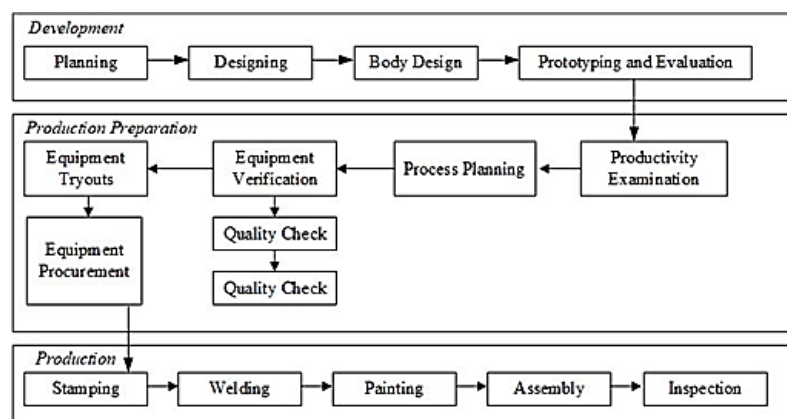 Development
Planning
Designing
Body Design
Prototyping and Evaluation
Production Preparation
Equipment
Tryouts
Equipment
Verification
Process Planning
Productivity
Examination
Equipment
Procurement
Quality Check
Quality Check
Production
Stamping
Welding
Painting
Assembly
Inspection